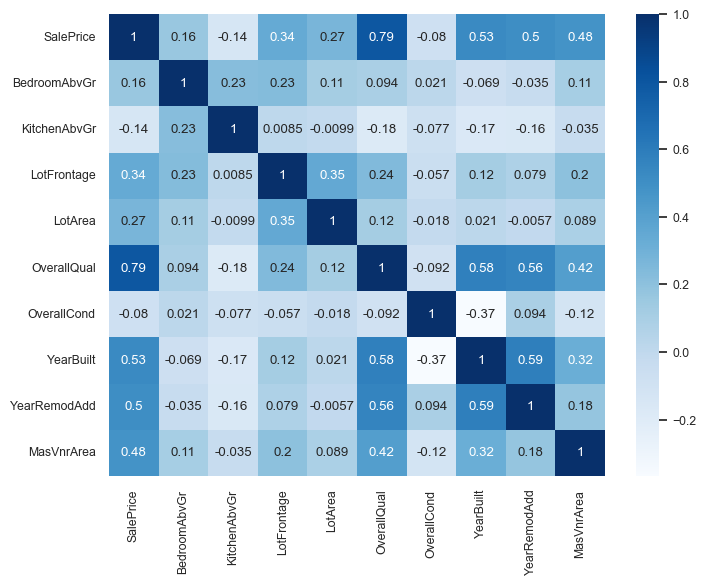 SalePrice 1 0.16 -0.14 0.34 0.27 0.79 -0.08 0.53 0.5 0.48
BedroomAbvGr 0.16 1 0.23 0.23 0.11 0.094 0.021 -0.069 -0.035 0.11
KitchenAbvGr -0.14 0.23 1 0.0085 -0.0099 -0.18 -0.077 -0.17 -0.16 -0.035
LotFrontage 0.34 0.23 0.0085 1 0.35 0.24 -0.057 0.12 0.079 0.2
LotArea 0.27 0.11 -0.0099 0.35 1 0.12 -0.018 0.021 -0.0057 0.089
OverallQual 0.79 0.094 -0.18 0.24 0.12 1 -0.092 0.58 0.56 0.42
OverallCond -0.08 0.021 -0.077 -0.057 -0.018 -0.092 1 -0.37 0.094 -0.12
YearBuilt 0.53 -0.069 -0.17 0.12 0.021 0.58 -0.37 1 0.59 0.32
YearRemodAdd 0.5 -0.035 -0.16 0.079 -0.0057 0.56 0.094 0.59 1 0.18
MasVnrArea 0.48 0.11 -0.035 0.2 0.089 0.42 -0.12 0.32 0.18 1
SalePrice
BedroomAbvGr
KitchenAbvGr
LotFrontage
LotArea
OverallQual
OverallCond
YearBuilt
YearRemodAdd
MasVnrArea
1.0
0.8
0.6
0.4
0.2
0.0
−0.2